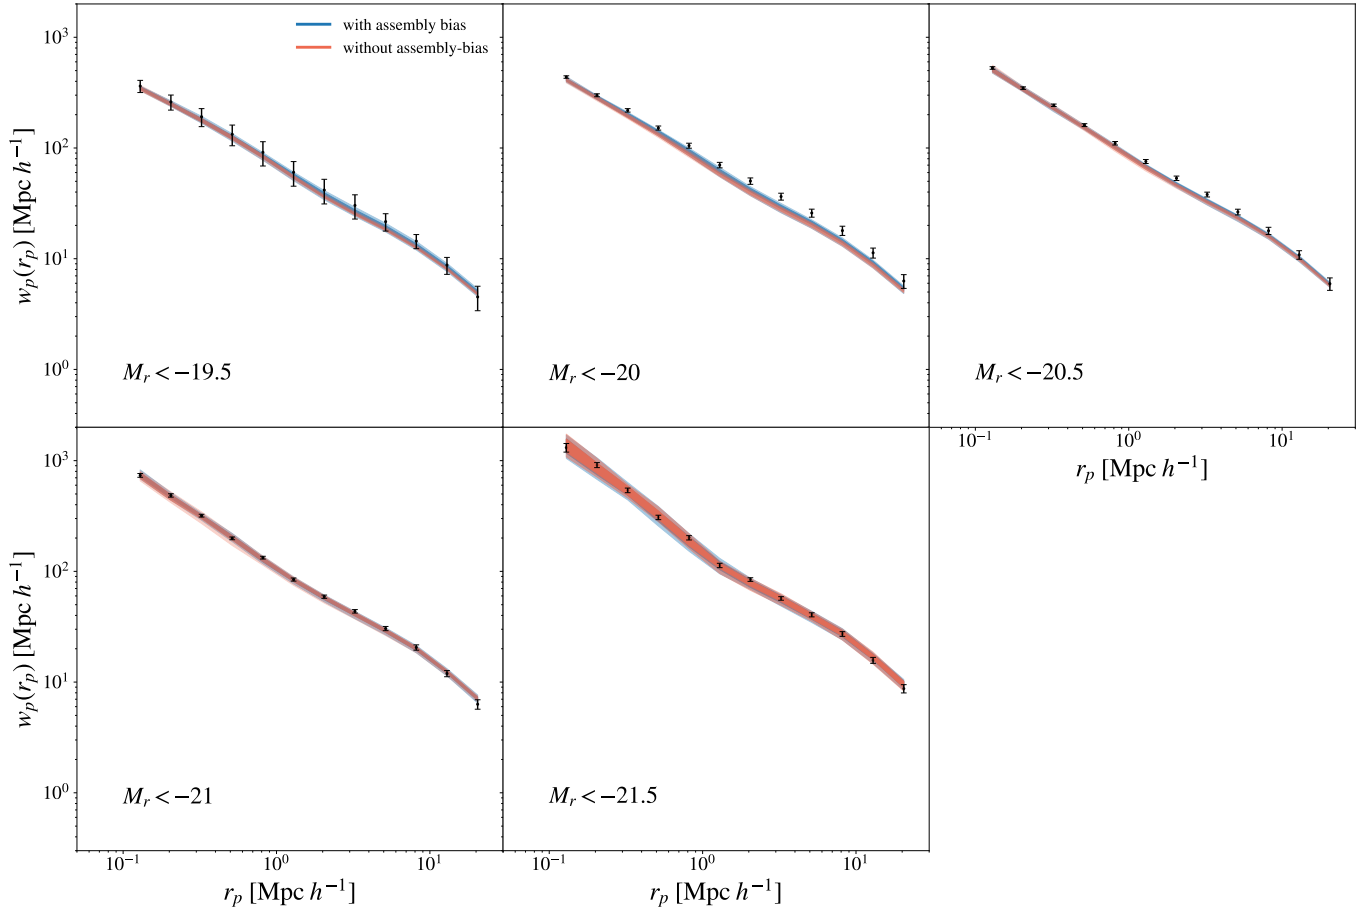 with assembly bias
without assembly-bias
10³
10²
10¹
10⁰
w_p(r_p) [Mpc h⁻¹]
M_r < −19.5
M_r < −20
M_r < −20.5
10⁻¹ 10⁰ 10¹
r_p [Mpc h⁻¹]
10³
10²
10¹
10⁰
w_p(r_p) [Mpc h⁻¹]
M_r < −21
M_r < −21.5
10⁻¹ 10⁰ 10¹
10⁻¹ 10⁰ 10¹
r_p [Mpc h⁻¹]
r_p [Mpc h⁻¹]